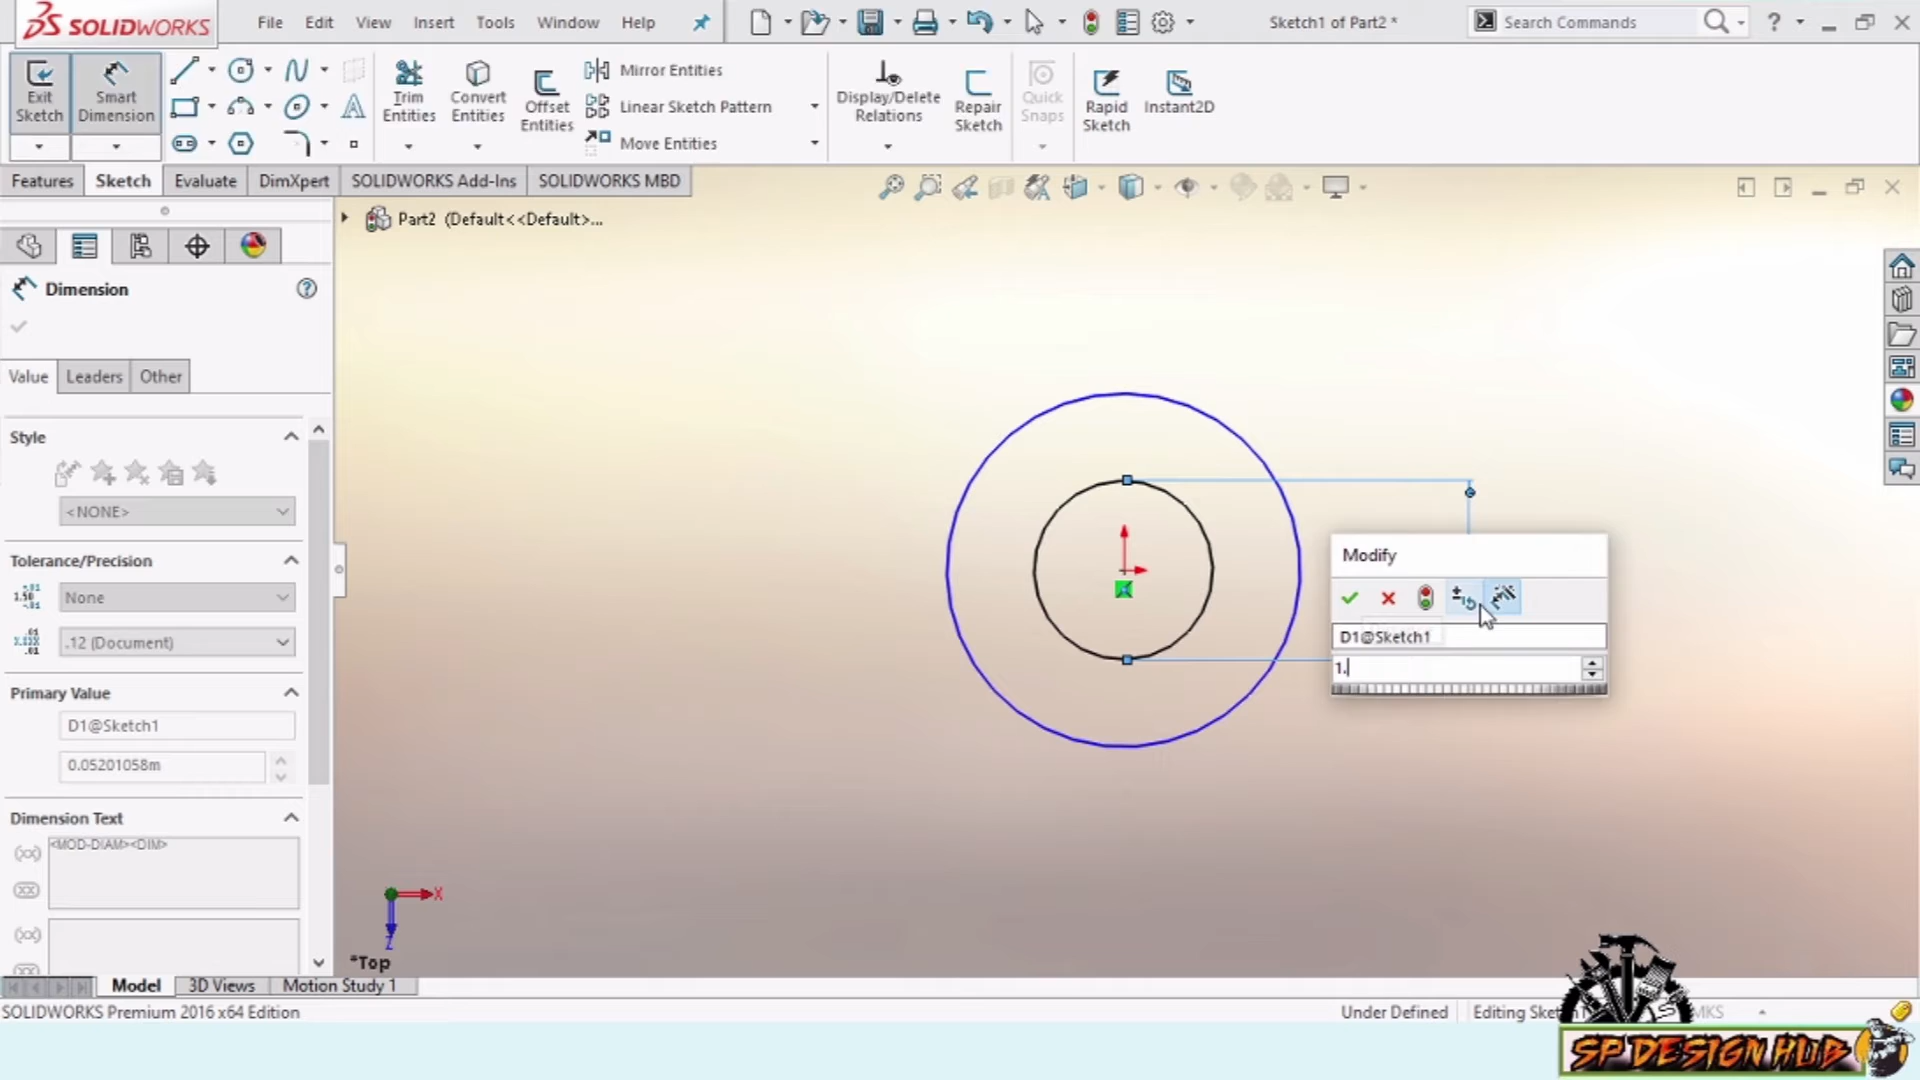 SOLIDWORKS File Edit View Insert Tools Window Help Sketch1 of Part2 * Search Commands ?
Exit Sketch
Smart Dimension
Trim Entities
Convert Entities
Offset Entities
Mirror Entities
Linear Sketch Pattern
Move Entities
Display/Delete Relations
Repair Sketch
Quick Snaps
Rapid Sketch
Instant2D
Features Sketch Evaluate DimXpert SOLIDWORKS Add-Ins SOLIDWORKS MBD
Part2 (Default<<Default>...
Dimension ?
Value Leaders Other
Style
<NONE>
Tolerance/Precision
None
.12 (Document)
Primary Value
D1@Sketch1
0.05201058m
Dimension Text
<MOD-DIAM><DIM>
Modify
D1@Sketch1
1.
X
Z
*Top
Model 3D Views Motion Study 1
SOLIDWORKS Premium 2016 x64 Edition
Under Defined
Editing Sketch1
MKS
SP DESIGN HUB